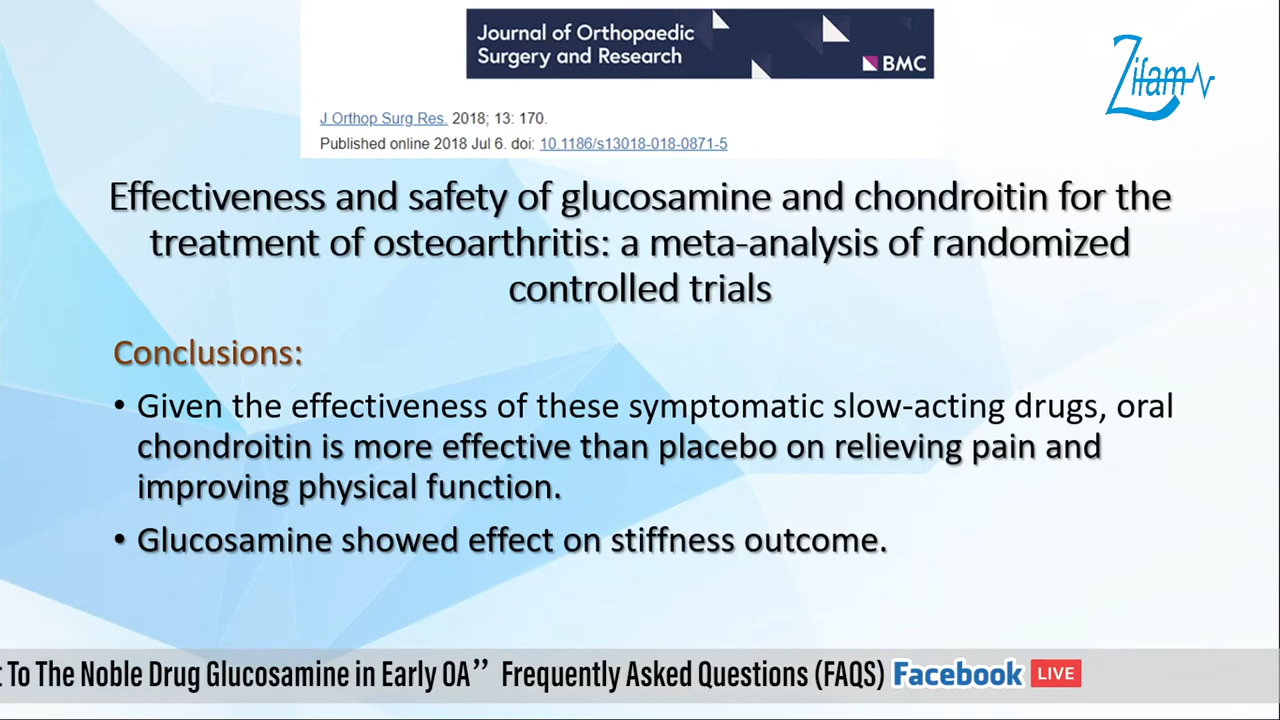 Journal of Orthopaedic
Surgery and Research
BMC
Zifam
J Orthop Surg Res. 2018; 13: 170.
Published online 2018 Jul 6. doi: 10.1186/s13018-018-0871-5
Effectiveness and safety of glucosamine and chondroitin for the
treatment of osteoarthritis: a meta-analysis of randomized
controlled trials
Conclusions:
• Given the effectiveness of these symptomatic slow-acting drugs, oral
chondroitin is more effective than placebo on relieving pain and
improving physical function.
• Glucosamine showed effect on stiffness outcome.
To The Noble Drug Glucosamine in Early OA” Frequently Asked Questions (FAQS) Facebook LIVE